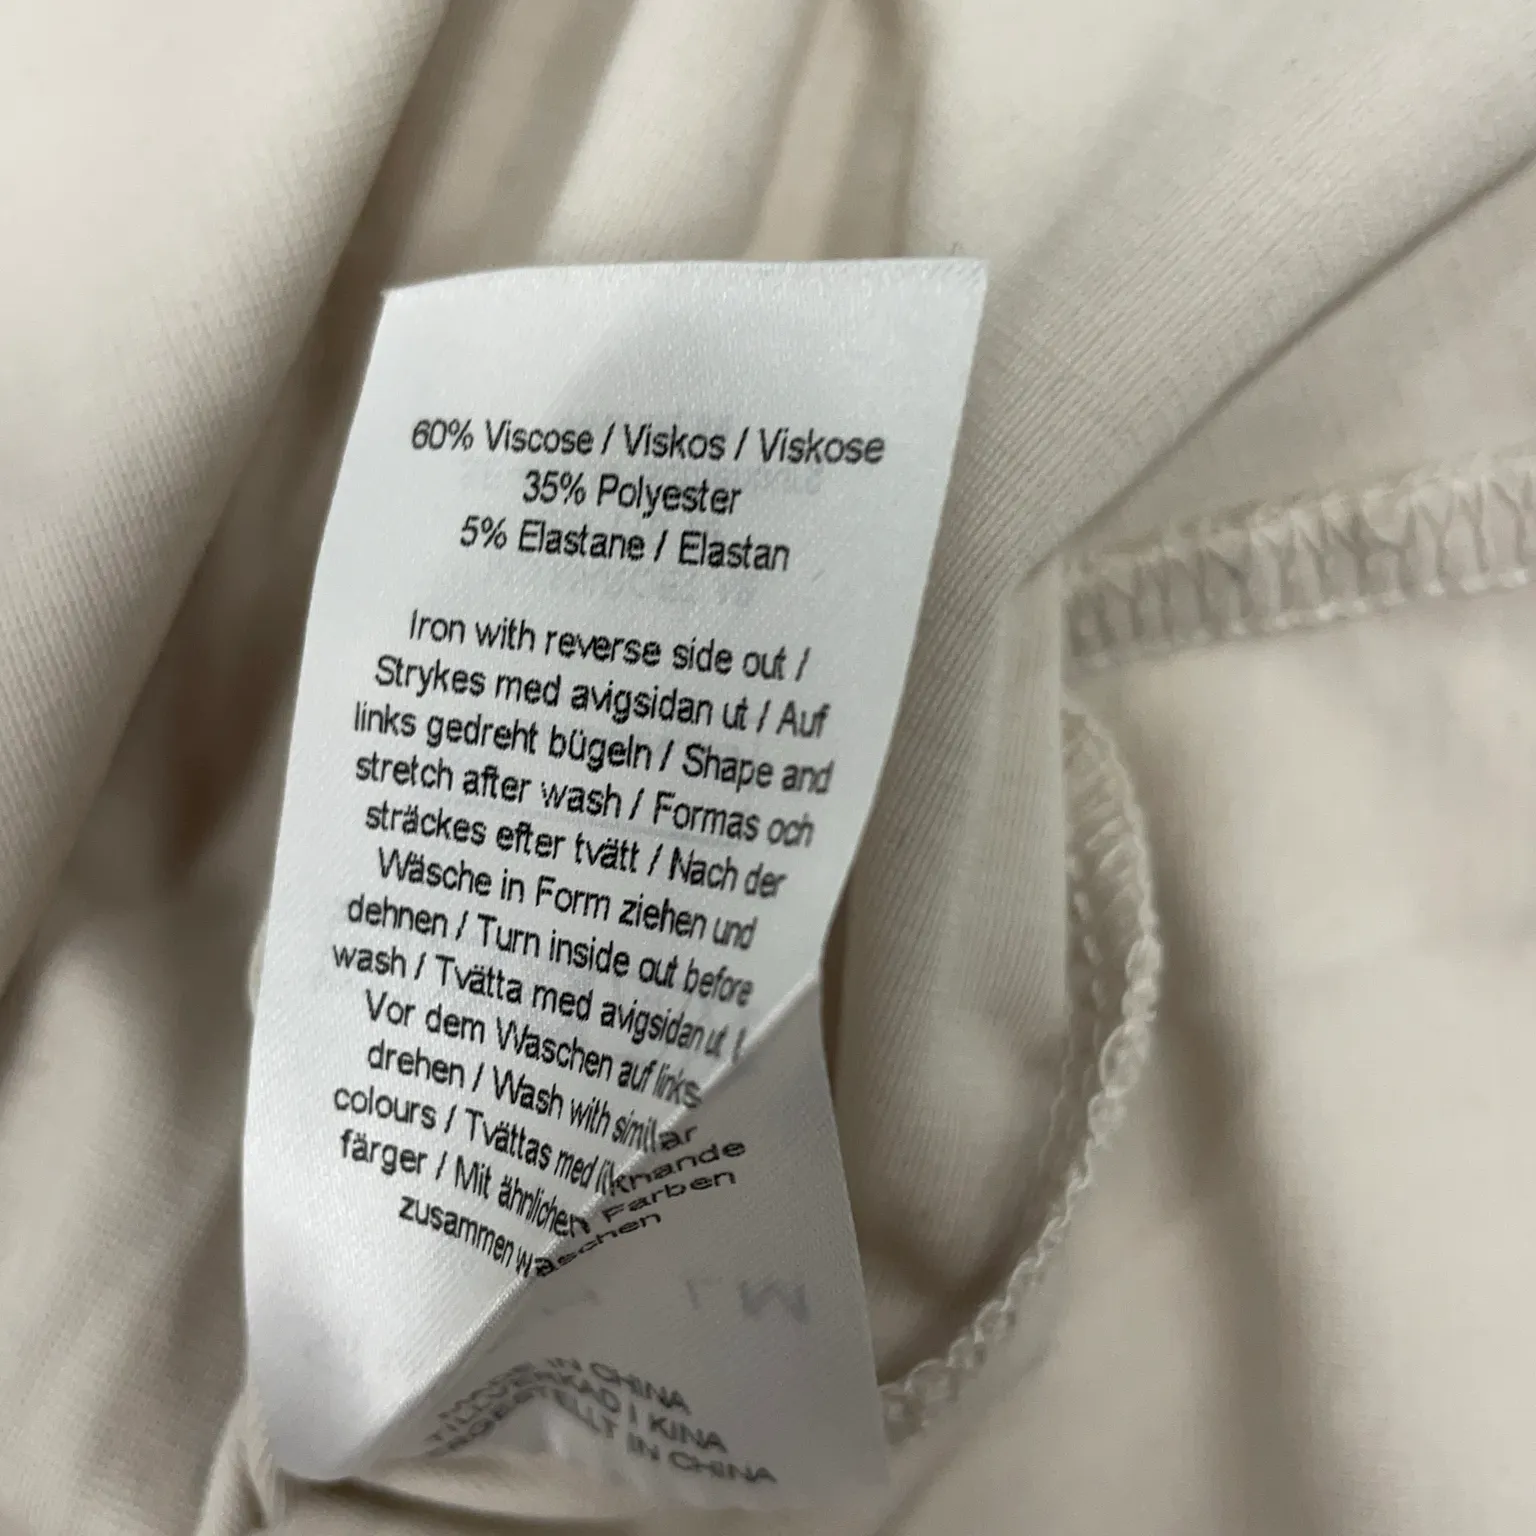 60% Viscose / Viskos / Viskose
35% Polyester
5% Elastane / Elastan
Iron with reverse side out /
Strykes med avigsidan ut / Auf
links gedreht bügeln / Shape and
stretch after wash / Formas och
sträckes efter tvätt / Nach der
Wäsche in Form ziehen und
dehnen / Turn inside out before
wash / Tvätta med avigsidan ut /
Vor dem Waschen auf links
drehen / Wash with similar
colours / Tvättas med liknande
färger / Mit ähnlichen Farben
zusammen waschen
MADE IN CHINA
TILLVERKAD I KINA
HERGESTELLT IN CHINA